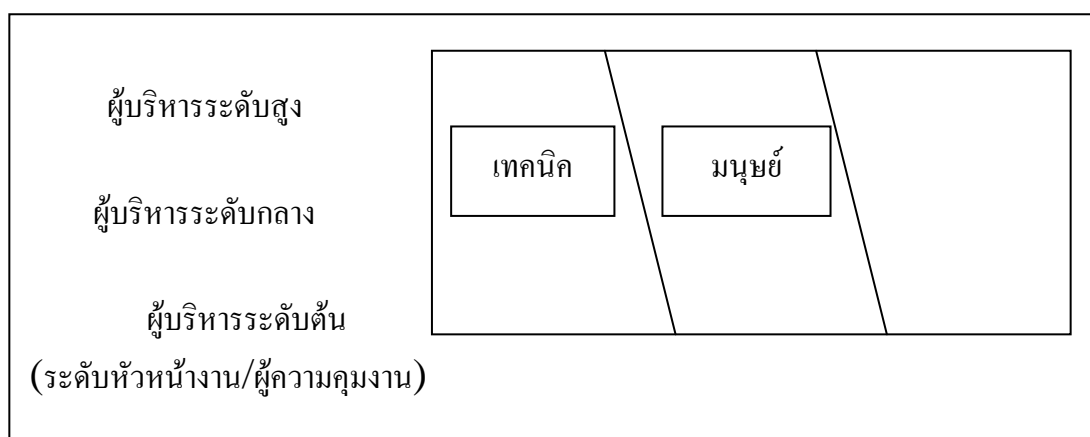 ผู้บริหารระดับสูง
เทคนิค
มนุษย์
ผู้บริหารระดับกลาง
ผู้บริหารระดับต้น
(ระดับหัวหน้างาน/ผู้ความคุมงาน)